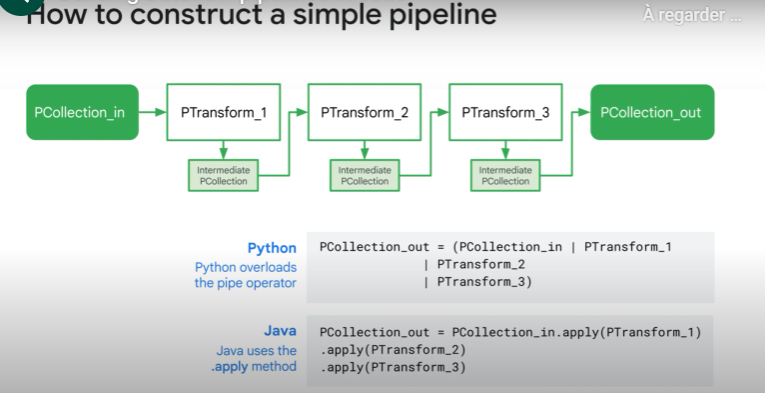 How to construct a simple pipeline
À regarder ...
PCollection_in
PTransform_1
PTransform_2
PTransform_3
PCollection_out
Intermediate
PCollection
Intermediate
PCollection
Intermediate
PCollection
Python
Python overloads
the pipe operator
PCollection_out = (PCollection_in | PTransform_1
| PTransform_2
| PTransform_3)
Java
Java uses the
.apply method
PCollection_out = PCollection_in.apply(PTransform_1)
.apply(PTransform_2)
.apply(PTransform_3)